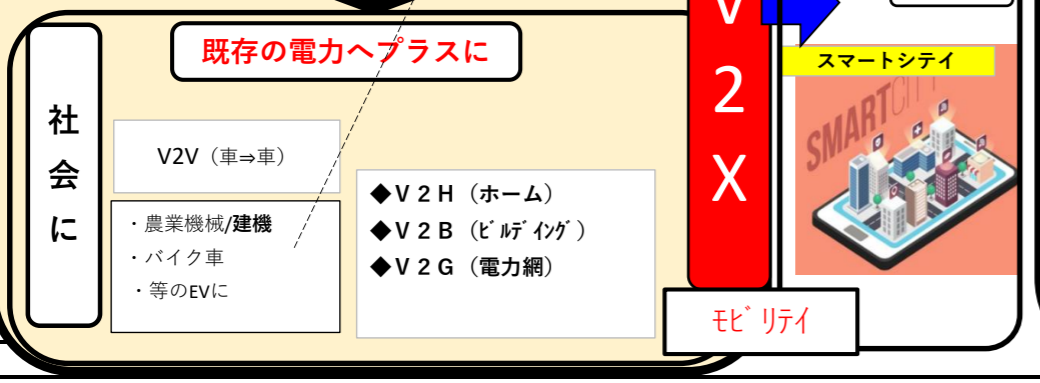 既存の電力へプラスに
社
会
に
V2V（車⇒車）
・農業機械/建機
・バイク車
・等のEVに
◆Ｖ２Ｈ（ホーム）
◆Ｖ２Ｂ（ﾋﾞﾙﾃﾞｲﾝｸﾞ）
◆Ｖ２Ｇ（電力網）
V
2
X
ﾓﾋﾞﾘﾃｲ
スマートシテイ
SMARTCITY